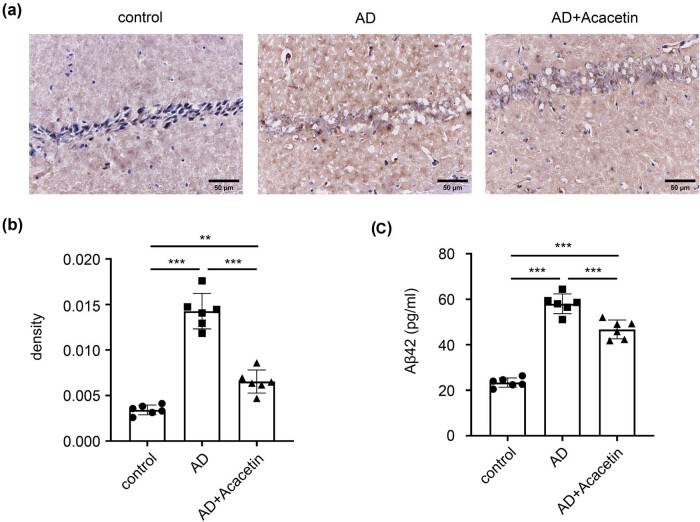 (a)
control
AD
AD+Acacetin
50 μm
50 μm
50 μm
(b)
**
***
***
0.020
0.015
0.010
0.005
0.000
density
control
AD
AD+Acacetin
(C)
***
***
***
80
60
40
20
0
Aβ42 (pg/ml)
control
AD
AD+Acacetin